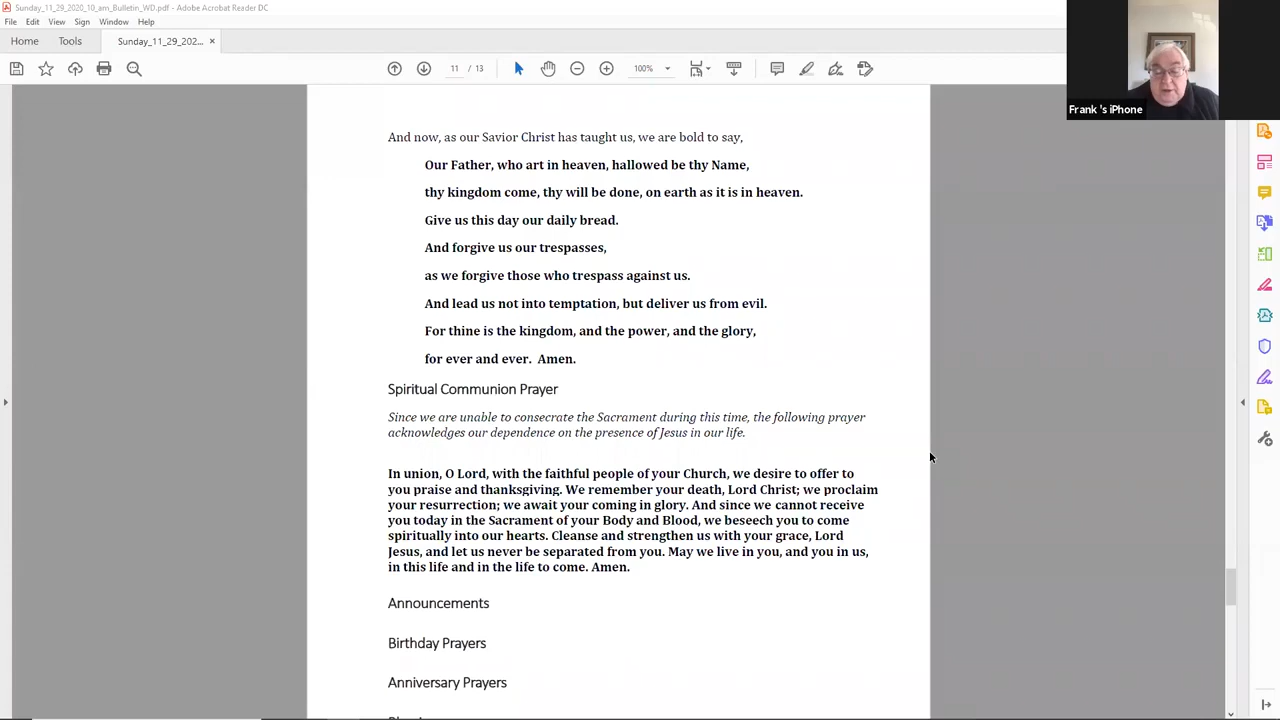 Sunday_11_29_2020_10_am_Bulletin_WD.pdf - Adobe Acrobat Reader DC
File Edit View Sign Window Help
Home Tools Sunday_11_29_202... ×
11 / 13 100%
Frank 's iPhone
And now, as our Savior Christ has taught us, we are bold to say,
Our Father, who art in heaven, hallowed be thy Name,
thy kingdom come, thy will be done, on earth as it is in heaven.
Give us this day our daily bread.
And forgive us our trespasses,
as we forgive those who trespass against us.
And lead us not into temptation, but deliver us from evil.
For thine is the kingdom, and the power, and the glory,
for ever and ever. Amen.
Spiritual Communion Prayer
Since we are unable to consecrate the Sacrament during this time, the following prayer
acknowledges our dependence on the presence of Jesus in our life.
In union, O Lord, with the faithful people of your Church, we desire to offer to
you praise and thanksgiving. We remember your death, Lord Christ; we proclaim
your resurrection; we await your coming in glory. And since we cannot receive
you today in the Sacrament of your Body and Blood, we beseech you to come
spiritually into our hearts. Cleanse and strengthen us with your grace, Lord
Jesus, and let us never be separated from you. May we live in you, and you in us,
in this life and in the life to come. Amen.
Announcements
Birthday Prayers
Anniversary Prayers